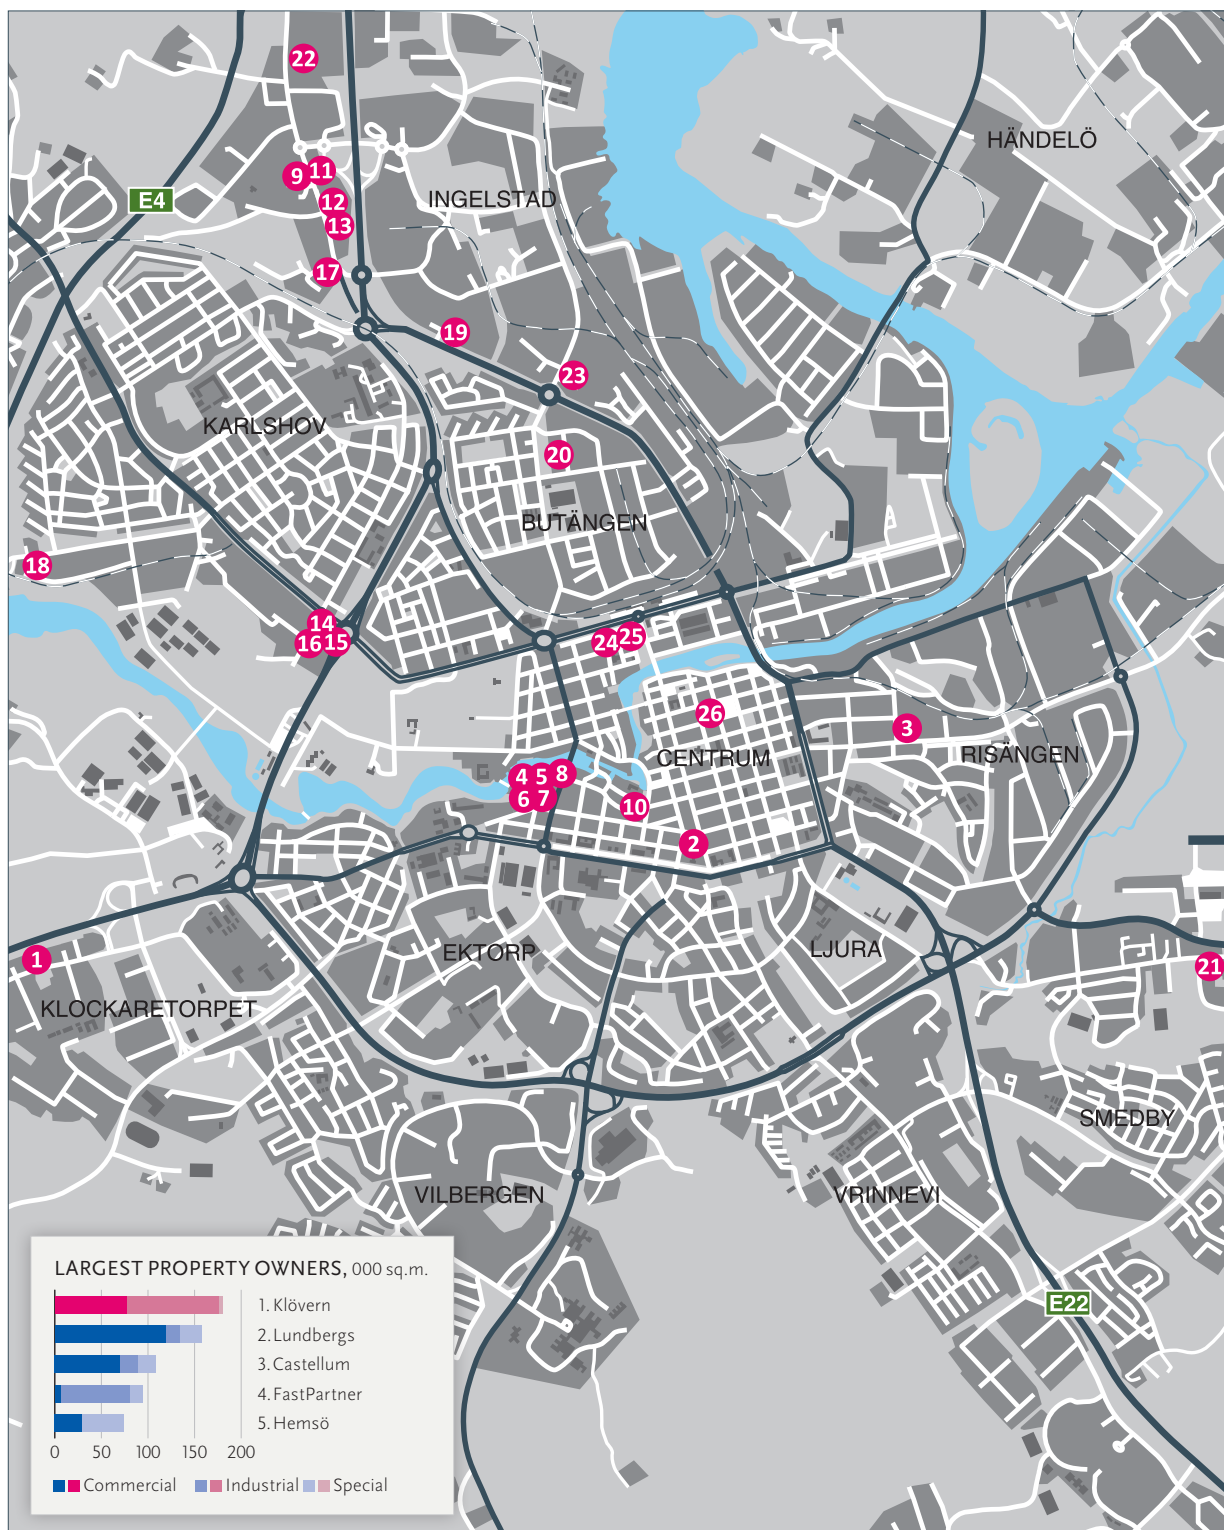 22
HÄNDELÖ
9
11
E4
INGELSTAD
12
13
17
19
23
KARLSHOV
20
BUTÄNGEN
18
14
16
15
24
25
26
3
CENTRUM
RISÄNGEN
4
5
8
6
7
10
2
EKTORP
LJURA
1
21
KLOCKARETORPET
SMEDBY
VILBERGEN
VRINNEVI
E22
LARGEST PROPERTY OWNERS, 000 sq.m.
1. Klövern
2. Lundbergs
3. Castellum
4. FastPartner
5. Hemsö
0 50 100 150 200
Commercial Industrial Special